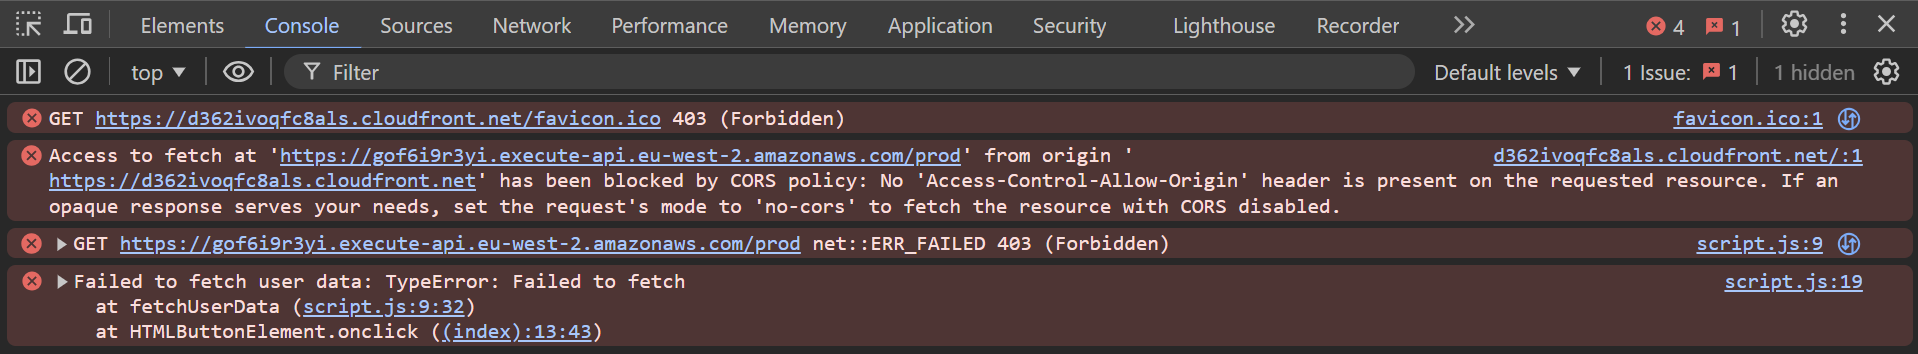 Elements Console Sources Network Performance Memory Application Security Lighthouse Recorder 4 1
top Filter Default levels 1 Issue: 1 1 hidden
GET https://d362ivoqfc8als.cloudfront.net/favicon.ico 403 (Forbidden) favicon.ico:1
Access to fetch at 'https://gof6i9r3yi.execute-api.eu-west-2.amazonaws.com/prod' from origin ' d362ivoqfc8als.cloudfront.net/:1
https://d362ivoqfc8als.cloudfront.net' has been blocked by CORS policy: No 'Access-Control-Allow-Origin' header is present on the requested resource. If an
opaque response serves your needs, set the request's mode to 'no-cors' to fetch the resource with CORS disabled.
GET https://gof6i9r3yi.execute-api.eu-west-2.amazonaws.com/prod net::ERR_FAILED 403 (Forbidden) script.js:9
Failed to fetch user data: TypeError: Failed to fetch script.js:19
at fetchUserData (script.js:9:32)
at HTMLButtonElement.onclick ((index):13:43)